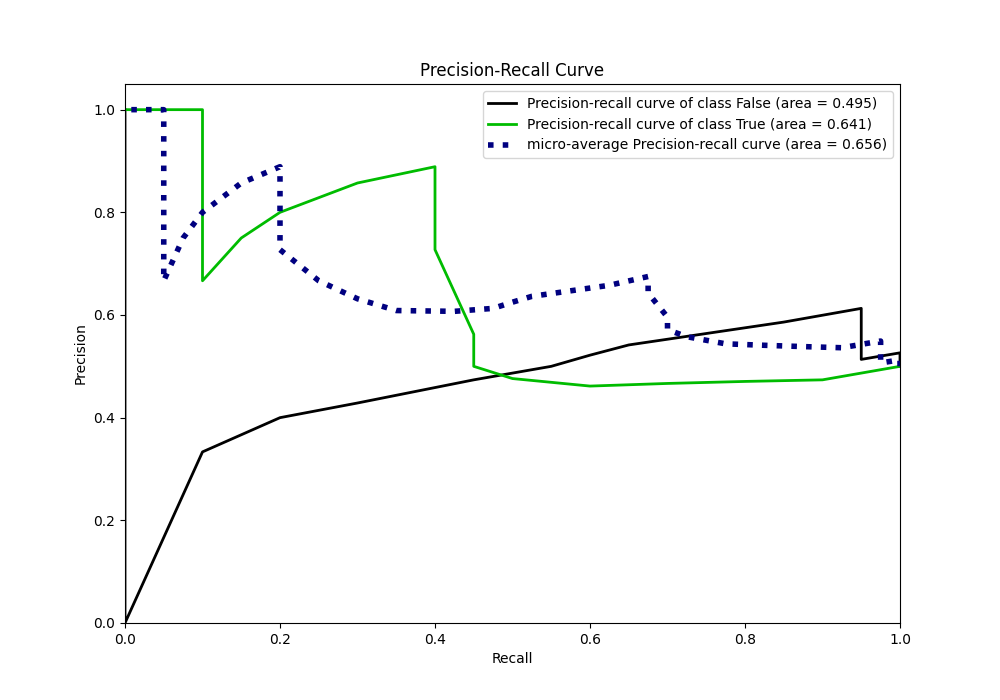 Precision-Recall Curve
Precision-recall curve of class False (area = 0.495)
Precision-recall curve of class True (area = 0.641)
micro-average Precision-recall curve (area = 0.656)
Precision
1.0
0.8
0.6
0.4
0.2
0.0
0.0 0.2 0.4 0.6 0.8 1.0
Recall